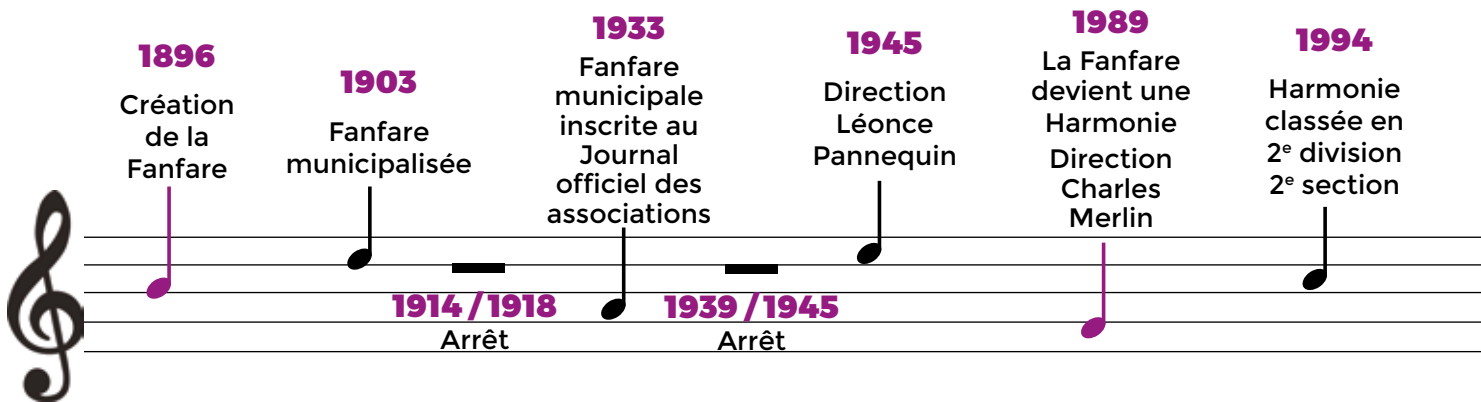 1896
Création
de la
Fanfare
1903
Fanfare
municipalisée
1914 / 1918
Arrêt
1933
Fanfare
municipale
inscrite au
Journal
officiel des
associations
1939 / 1945
Arrêt
1945
Direction
Léonce
Pannequin
1989
La Fanfare
devient une
Harmonie
Direction
Charles
Merlin
1994
Harmonie
classée en
2e division
2e section